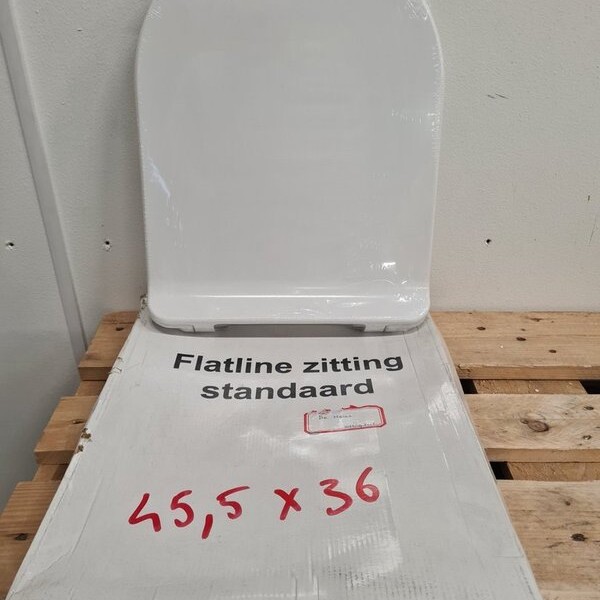 Flatline zitting
standaard
45,5 x 36